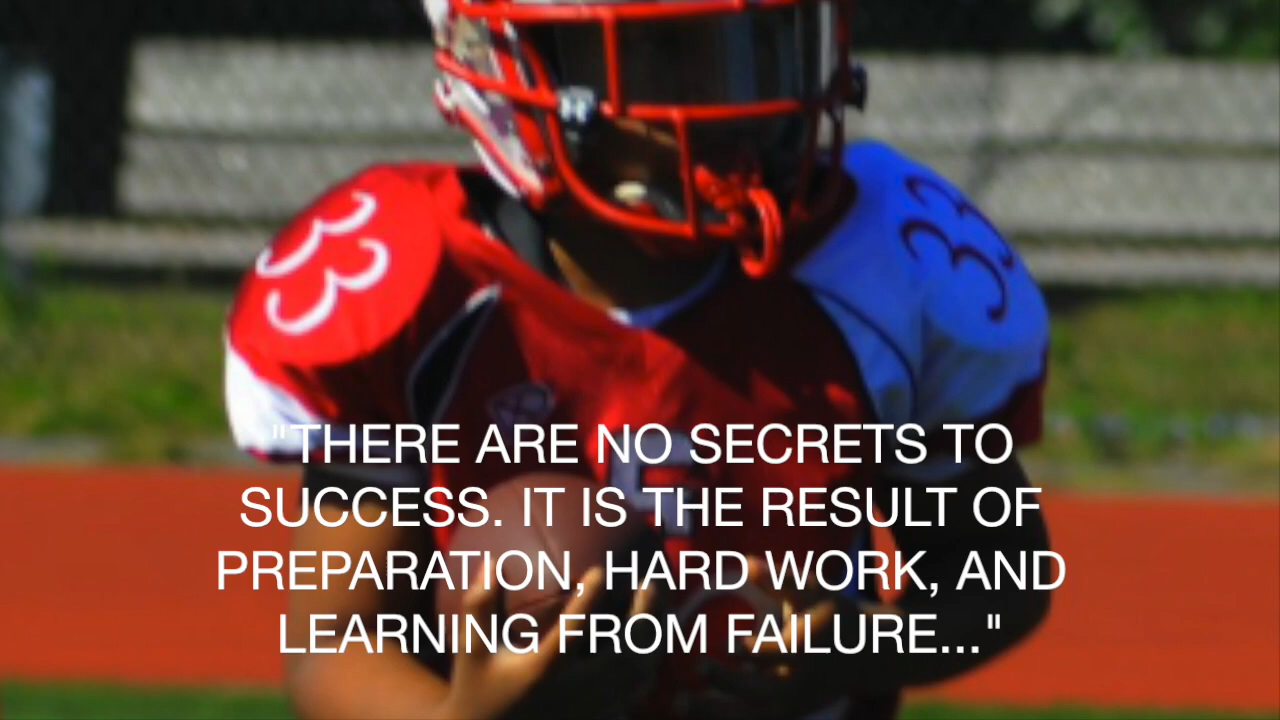 33
33
"THERE ARE NO SECRETS TO
SUCCESS. IT IS THE RESULT OF
PREPARATION, HARD WORK, AND
LEARNING FROM FAILURE..."